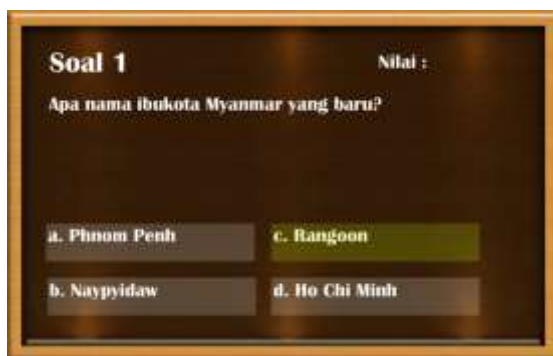 Soal 1
Nilai :
Apa nama ibukota Myanmar yang baru?
a. Phnom Penh
c. Rangoon
b. Naypyidaw
d. Ho Chi Minh